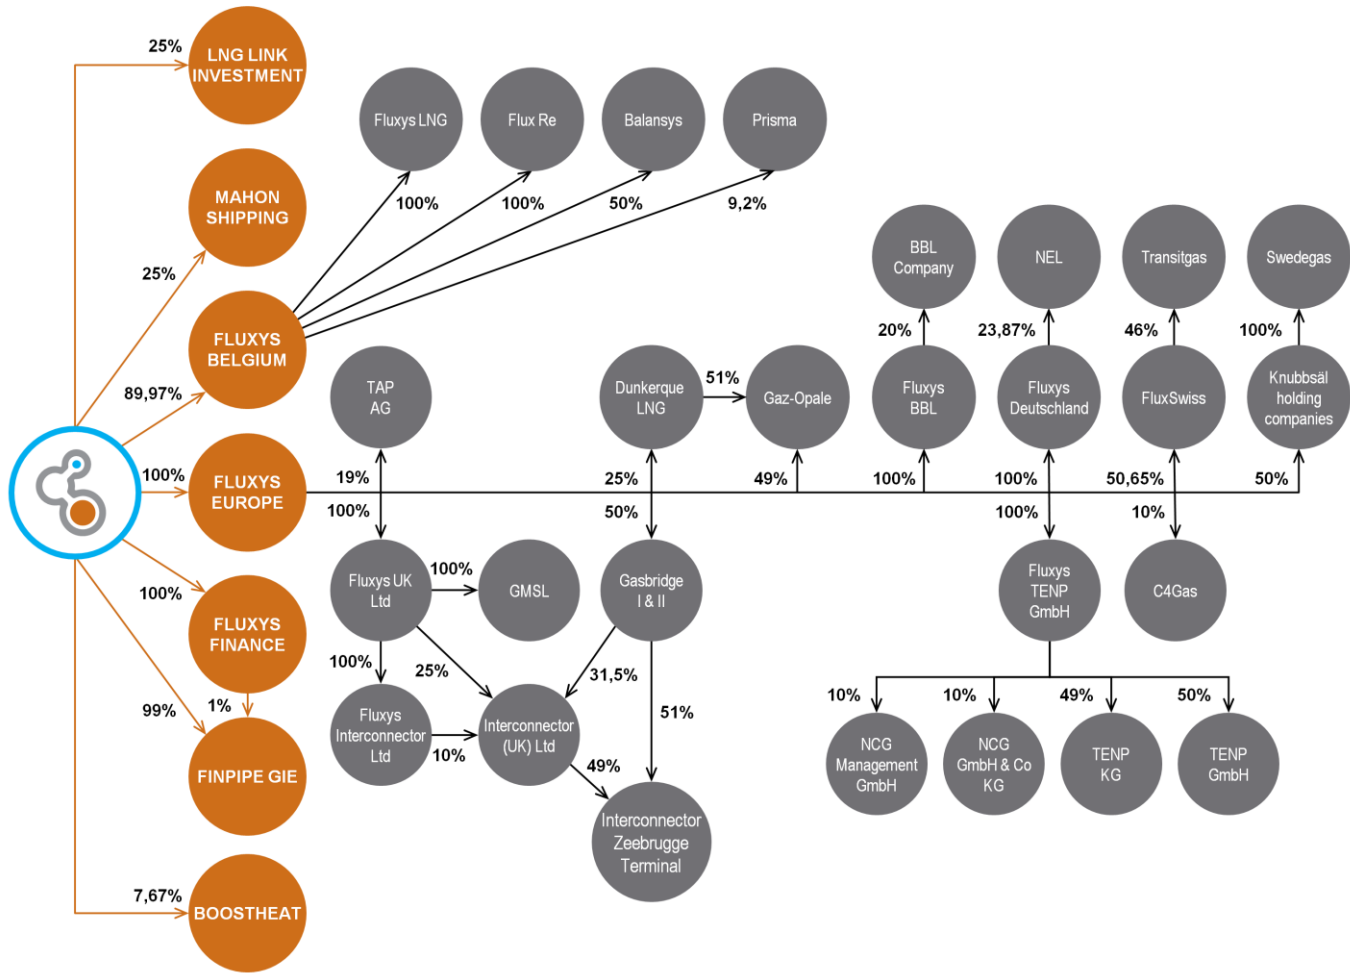 25%
LNG LINK
INVESTMENT
MAHON
SHIPPING
25%
FLUXYS
BELGIUM
89,97%
100%
FLUXYS
EUROPE
100%
FLUXYS
FINANCE
1%
99%
FINPIPE GIE
7,67%
BOOSTHEAT
Fluxys LNG
Flux Re
Balansys
Prisma
100%
100%
50%
9,2%
BBL
Company
NEL
Transitgas
Swedegas
20%
23,87%
46%
100%
TAP
AG
Dunkerque
LNG
51%
Gaz-Opale
Fluxys
BBL
Fluxys
Deutschland
FluxSwiss
Knubbsäl
holding
companies
19%
25%
49%
100%
100%
50,65%
50%
100%
50%
100%
10%
Fluxys UK
Ltd
100%
GMSL
Gasbridge
I & II
Fluxys
TENP
GmbH
C4Gas
100%
25%
31,5%
51%
Fluxys
Interconnector
Ltd
10%
Interconnector
(UK) Ltd
49%
Interconnector
Zeebrugge
Terminal
10%
10%
49%
50%
NCG
Management
GmbH
NCG
GmbH & Co
KG
TENP
KG
TENP
GmbH